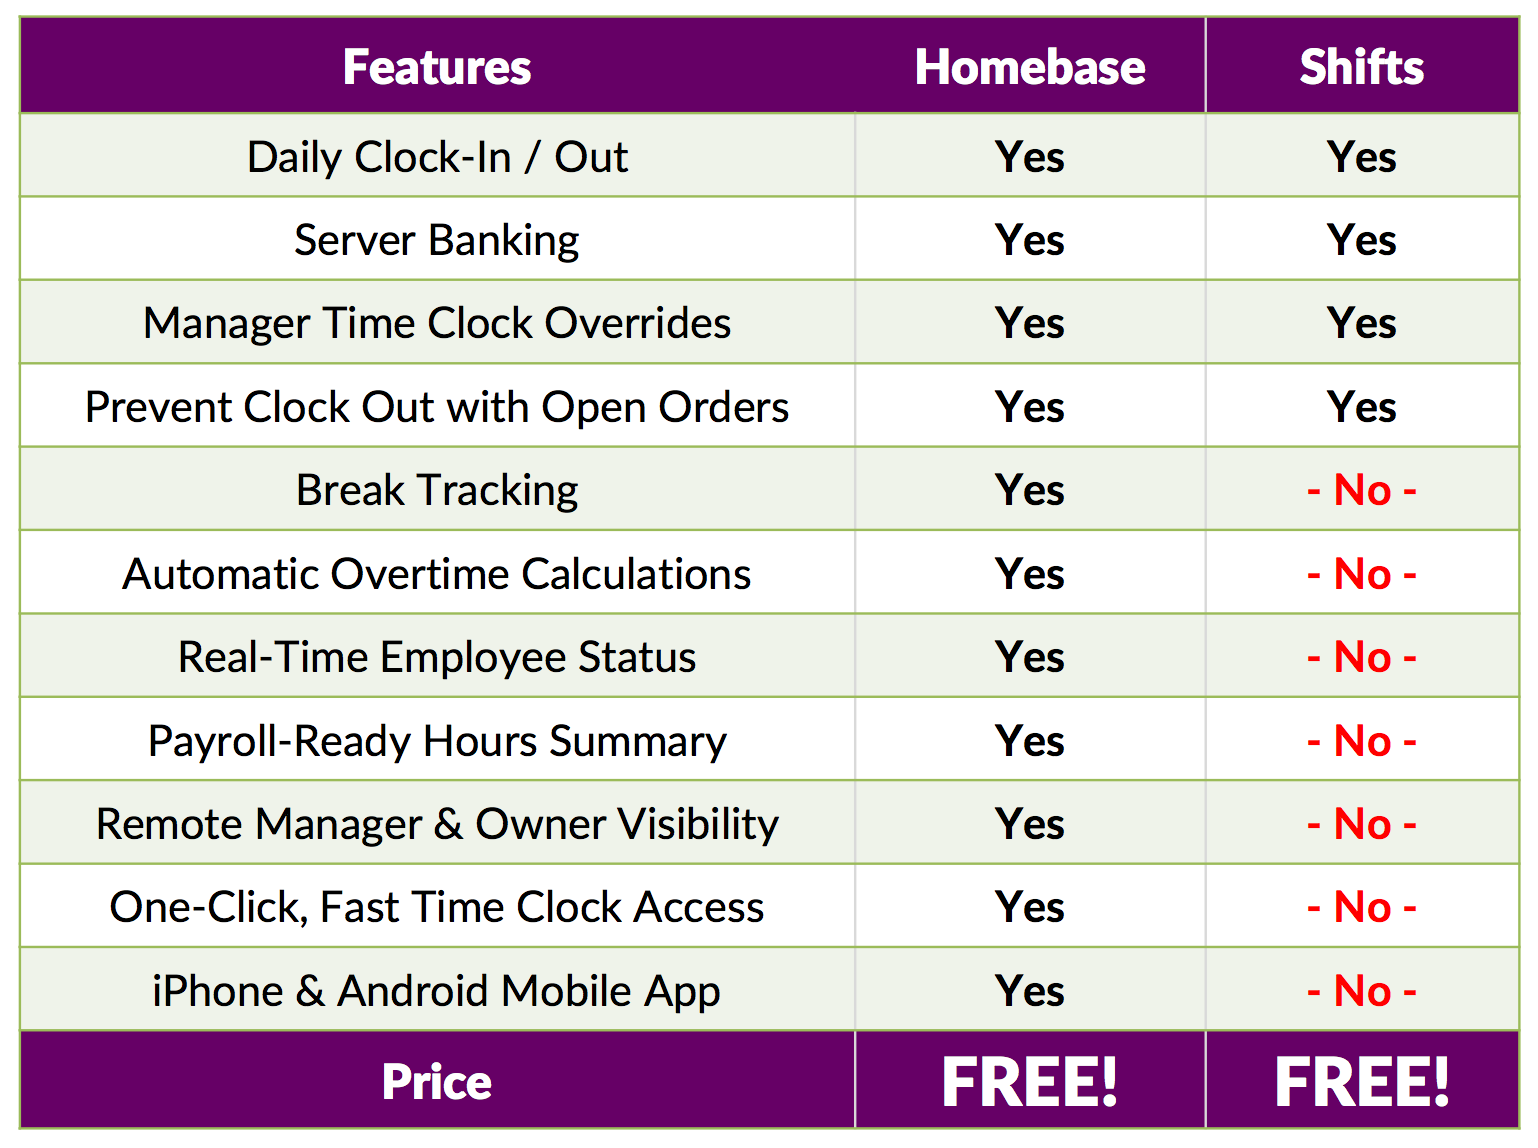 Features Homebase Shifts
Daily Clock-In / Out Yes Yes
Server Banking Yes Yes
Manager Time Clock Overrides Yes Yes
Prevent Clock Out with Open Orders Yes Yes
Break Tracking Yes - No -
Automatic Overtime Calculations Yes - No -
Real-Time Employee Status Yes - No -
Payroll-Ready Hours Summary Yes - No -
Remote Manager & Owner Visibility Yes - No -
One-Click, Fast Time Clock Access Yes - No -
iPhone & Android Mobile App Yes - No -
Price FREE! FREE!